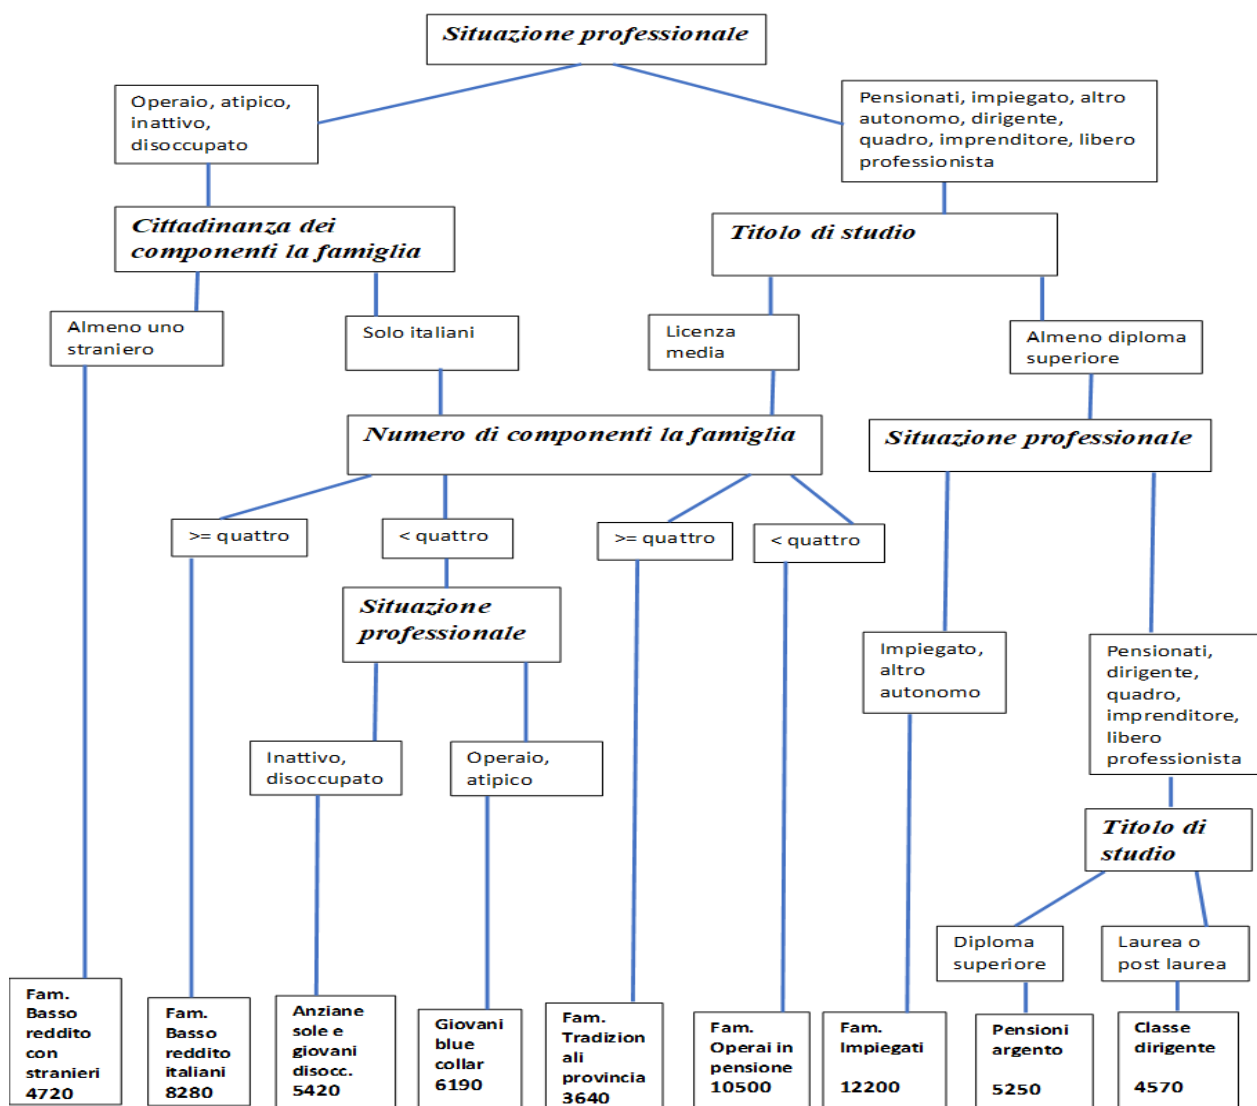 Situazione professionale
Operaio, atipico,
inattivo,
disoccupato
Pensionati, impiegato, altro
autonomo, dirigente,
quadro, imprenditore, libero
professionista
Cittadinanza dei
componenti la famiglia
Titolo di studio
Almeno uno
straniero
Solo italiani
Licenza
media
Almeno diploma
superiore
Numero di componenti la famiglia
Situazione professionale
>= quattro
< quattro
>= quattro
< quattro
Situazione
professionale
Impiegato,
altro
autonomo
Pensionati,
dirigente,
quadro,
imprenditore,
libero
professionista
Inattivo,
disoccupato
Operaio,
atipico
Titolo di
studio
Diploma
superiore
Laurea o
post laurea
Fam.
Basso
reddito
con
stranieri
4720
Fam.
Basso
reddito
italiani
8280
Anziane
sole e
giovani
disocc.
5420
Giovani
blue
collar
6190
Fam.
Tradizion
ali
provincia
3640
Fam.
Operai in
pensione
10500
Fam.
Impiegati
12200
Pensioni
argento
5250
Classe
dirigente
4570